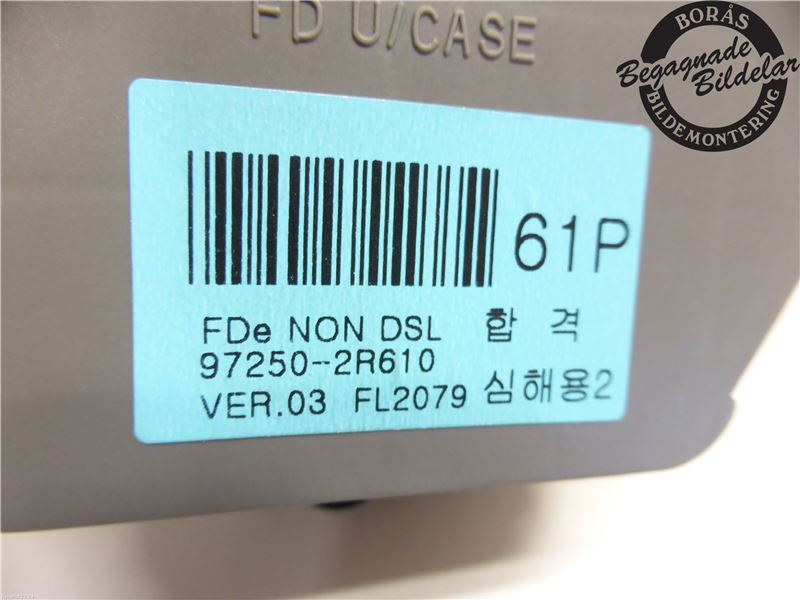 FD U/CASE
BORÅS
Begagnade
Bildelar
BILDEMONTERING
61P
FDe NON DSL 합 격
97250-2R610
VER.03 FL2079 심해용2